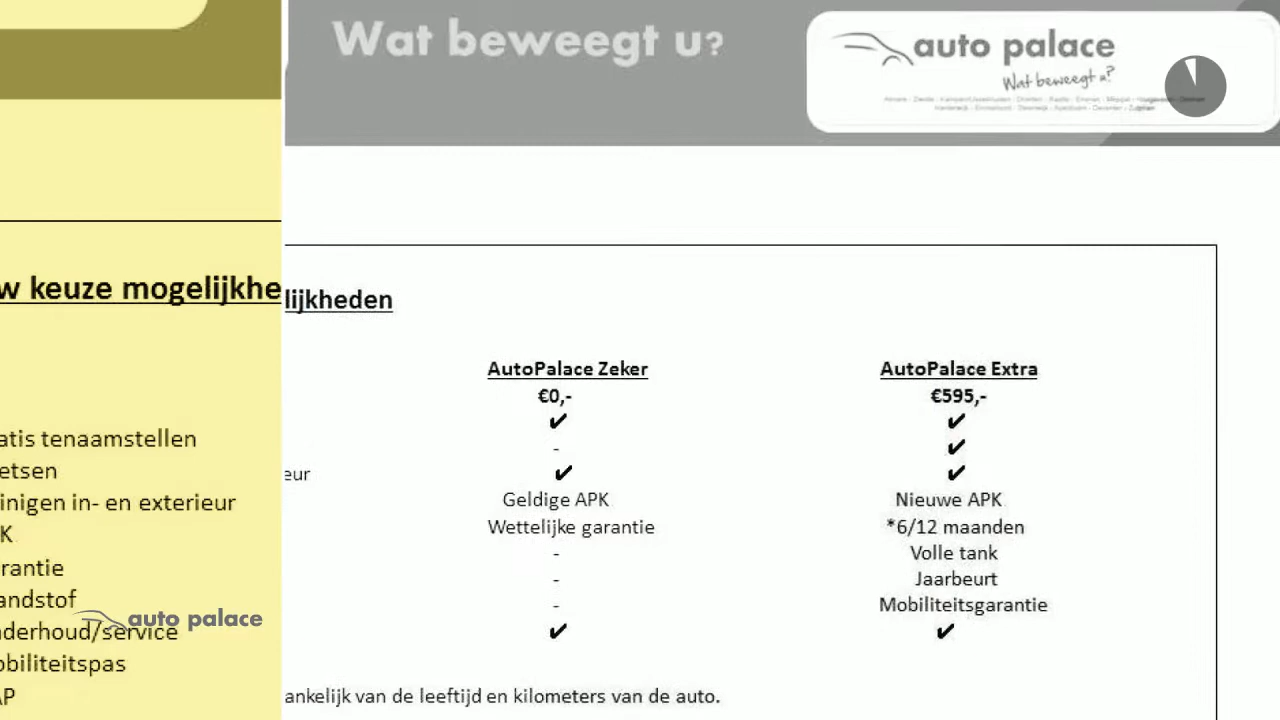 Wat beweegt u?
auto palace
Wat beweegt u?
w keuze mogelijkhe
lijkheden
AutoPalace Zeker
AutoPalace Extra
€0,-
€595,-
✔
✔
atis tenaamstellen
-
✔
etsen
eur
✔
✔
inigen in- en exterieur
Geldige APK
Nieuwe APK
K
Wettelijke garantie
*6/12 maanden
rantie
-
Volle tank
andstof
-
Jaarbeurt
auto palace
derhoud/service
-
Mobiliteitsgarantie
✔
✔
obiliteitspas
AP
ankelijk van de leeftijd en kilometers van de auto.